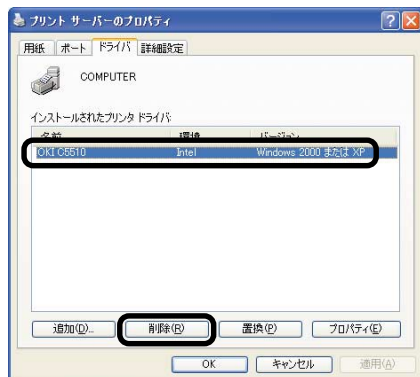 プリント サーバーのプロパティ
用紙 ポート ドライバ 詳細設定
COMPUTER
インストールされたプリンタ ドライバ:
名前 環境 バージョン
OKI C5510 Intel Windows 2000 または XP
追加(D)... 削除(R) 置換(P) プロパティ(E)
OK キャンセル 適用(A)